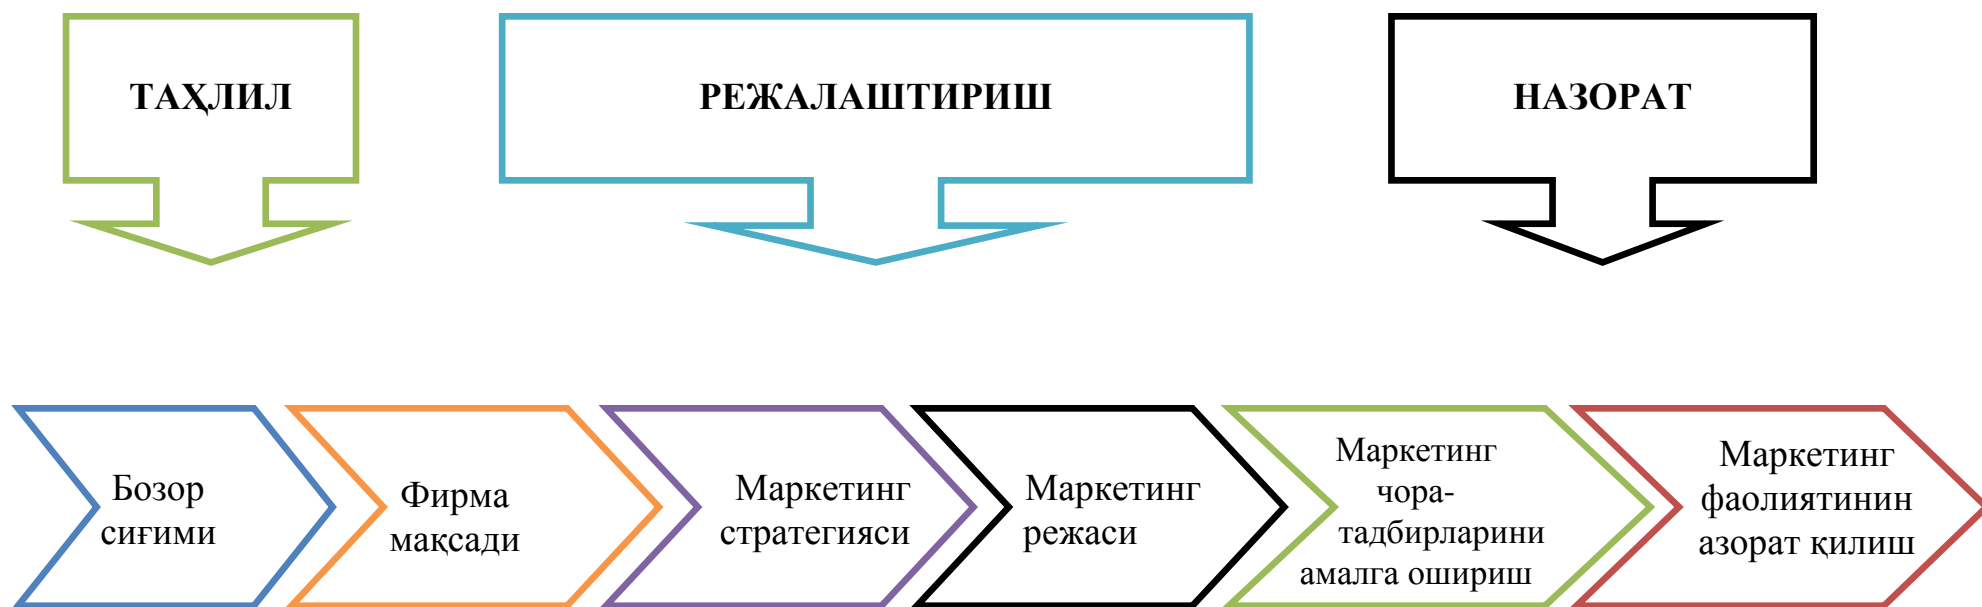 ТАҲЛИЛ
РЕЖАЛАШТИРИШ
НАЗОРАТ
Бозор
сиғими
Фирма
мақсади
Маркетинг
стратегияси
Маркетинг
режаси
Маркетинг
чора-
тадбирларини
амалга ошириш
Маркетинг
фаолиятинин
азорат қилиш